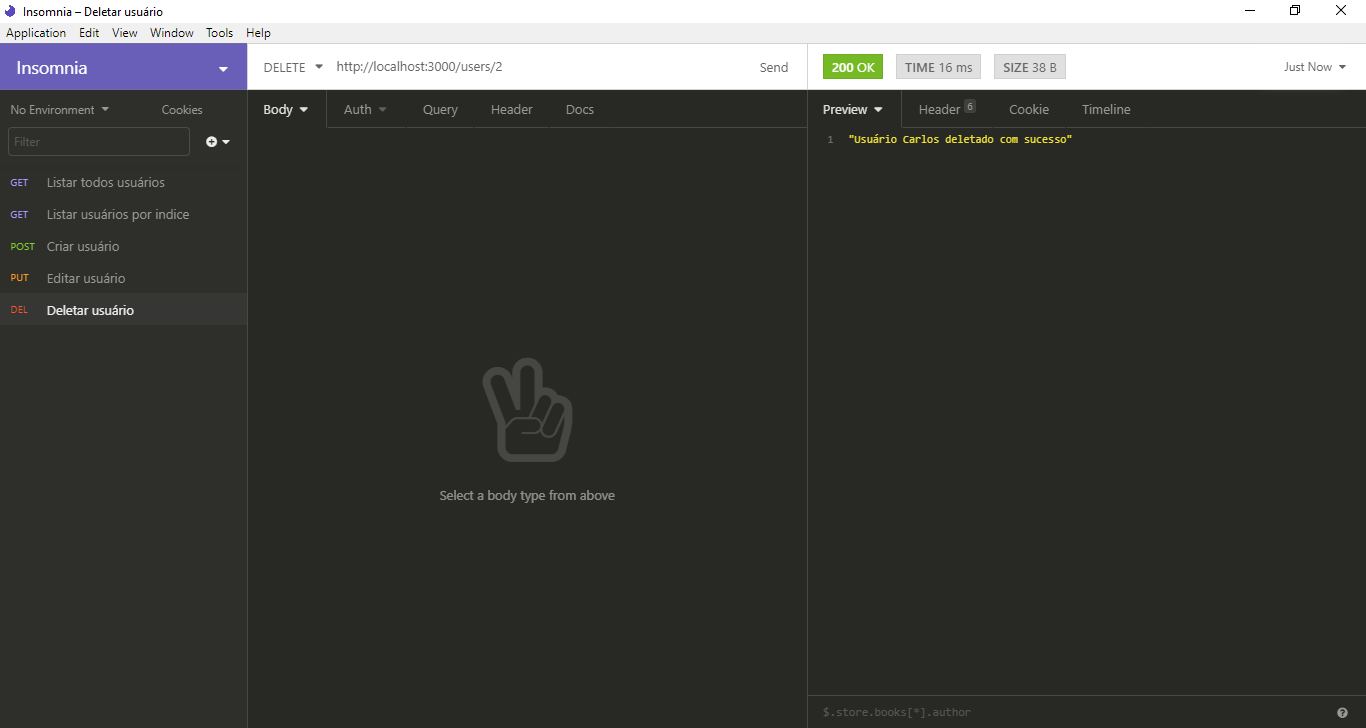 Insomnia – Deletar usuário
Application Edit View Window Tools Help
Insomnia
DELETE http://localhost:3000/users/2 Send
200 OK TIME 16 ms SIZE 38 B Just Now
No Environment Cookies
Body Auth Query Header Docs
Preview Header 6 Cookie Timeline
Filter
1 "Usuário Carlos deletado com sucesso"
GET Listar todos usuários
GET Listar usuários por indice
POST Criar usuário
PUT Editar usuário
DEL Deletar usuário
Select a body type from above
$.store.books[*].author